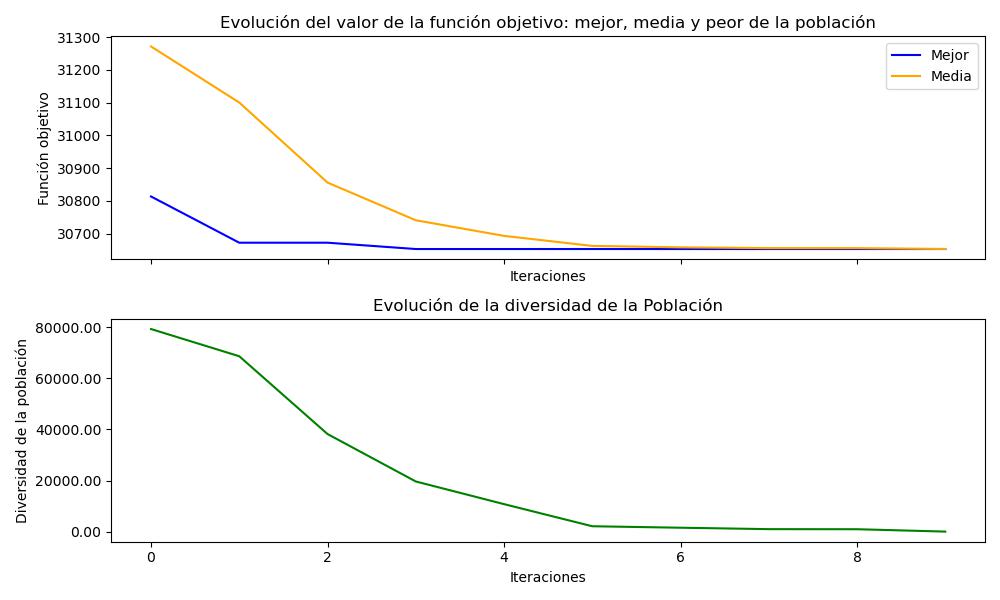 Evolución del valor de la función objetivo: mejor, media y peor de la población
31300
31200
31100
31000
30900
30800
30700
Función objetivo
Mejor
Media
Iteraciones
Evolución de la diversidad de la Población
80000.00
60000.00
40000.00
20000.00
0.00
Diversidad de la población
0 2 4 6 8
Iteraciones